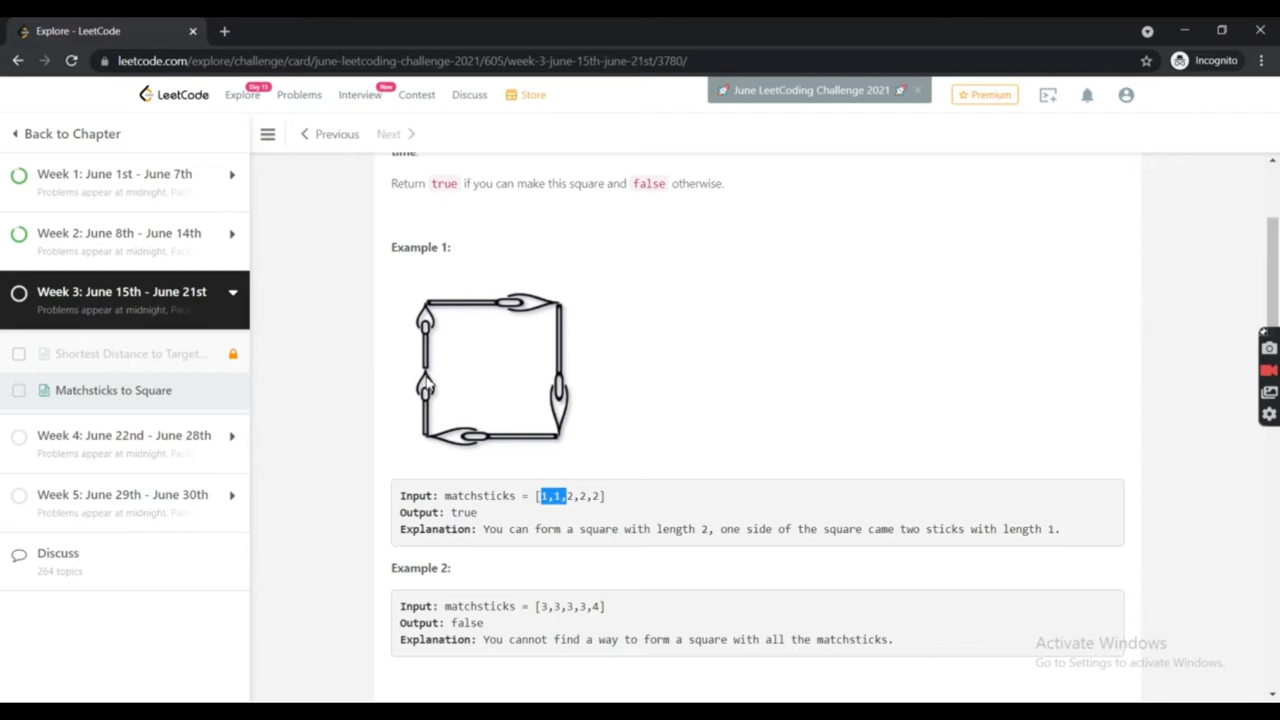 Explore - LeetCode
leetcode.com/explore/challenge/card/june-leetcoding-challenge-2021/605/week-3-june-15th-june-21st/3780/
Incognito
LeetCode
Explore
Day 15
Problems
Interview
New
Contest
Discuss
Store
June LeetCoding Challenge 2021
Premium
Back to Chapter
Previous
Next
Week 1: June 1st - June 7th
Problems appear at midnight,
Week 2: June 8th - June 14th
Problems appear at midnight,
Week 3: June 15th - June 21st
Problems appear at midnight,
Shortest Distance to Target...
Matchsticks to Square
Week 4: June 22nd - June 28th
Problems appear at midnight,
Week 5: June 29th - June 30th
Problems appear at midnight,
Discuss
264 topics
time.
Return true if you can make this square and false otherwise.
Example 1:
Input: matchsticks = [1,1,2,2,2]
Output: true
Explanation: You can form a square with length 2, one side of the square came two sticks with length 1.
Example 2:
Input: matchsticks = [3,3,3,3,4]
Output: false
Explanation: You cannot find a way to form a square with all the matchsticks.
Activate Windows
Go to Settings to activate Windows.